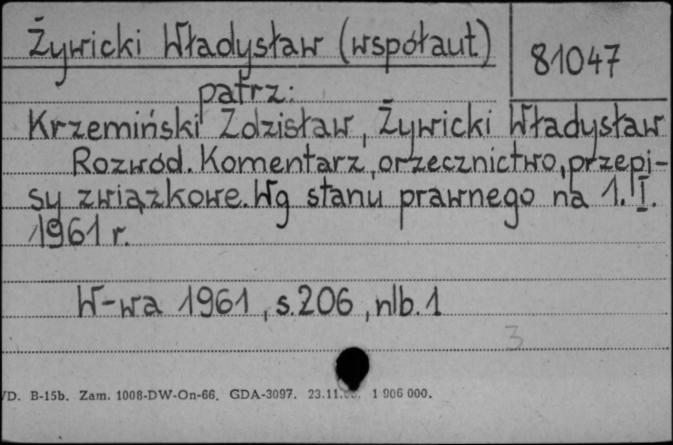 Żywicki Władysław (współaut)
81047
patrz:
Krzemiński Zdzisław, Żywicki Władysław
Rozwód. Komentarz, orzecznictwo, przepi-
sy związkowe. Wg stanu prawnego na 1. I.
1961 r.
W-wa 1961, s. 206, nlb. 1
3
VD. B-15b. Zam. 1008-DW-On-66. GDA-3097. 23.11. 1 906 000.